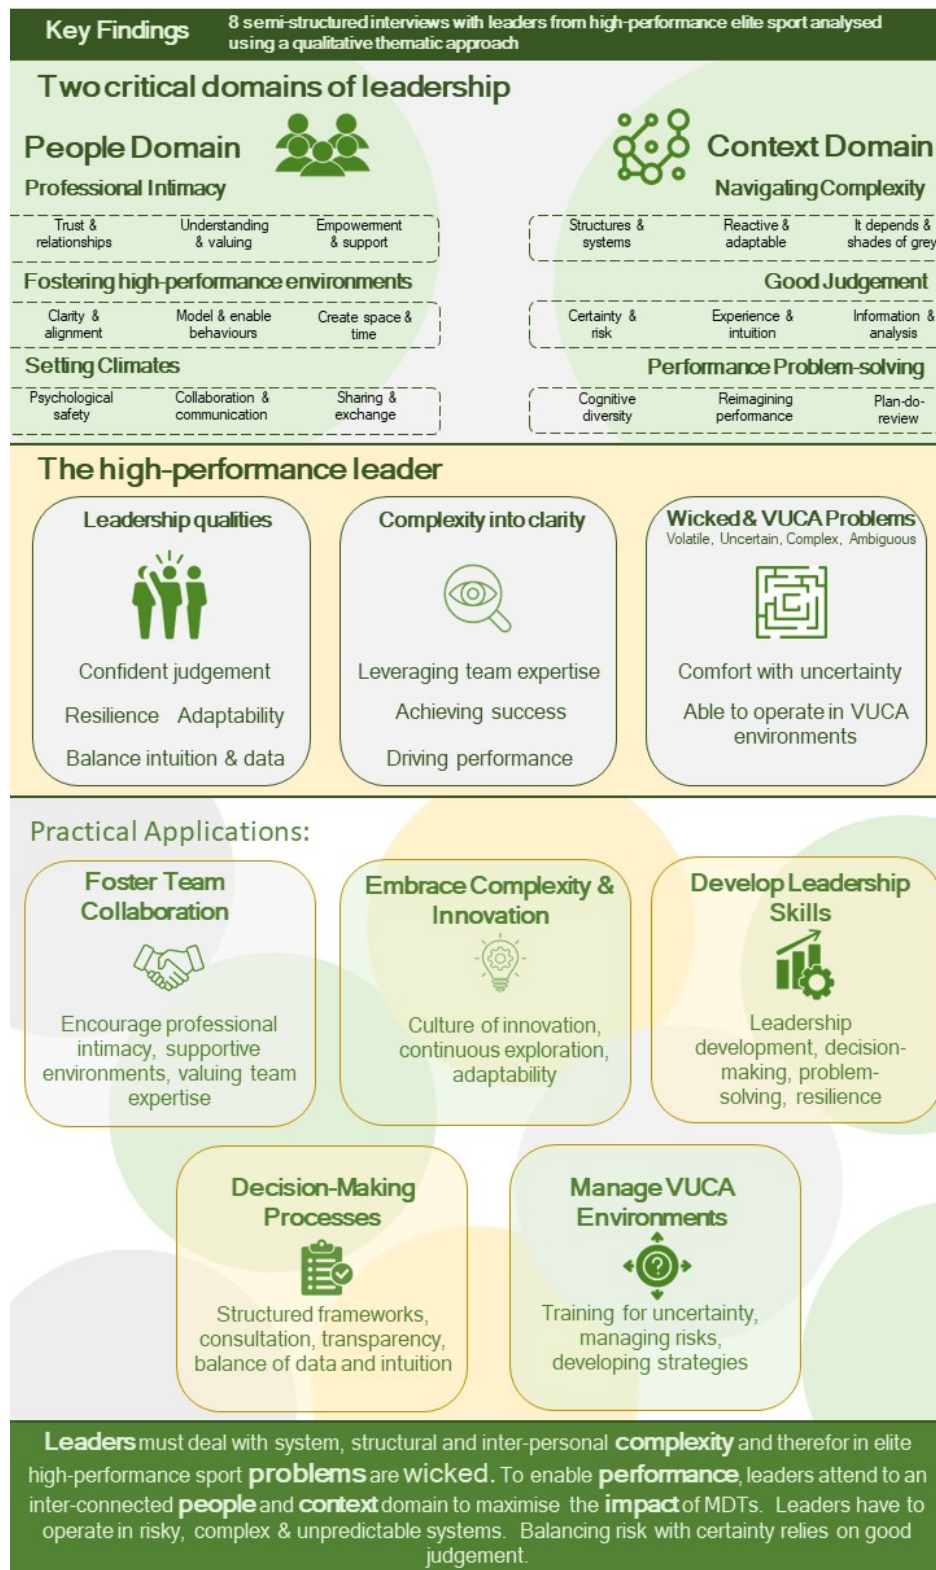 Key Findings
8 semi-structured interviews with leaders from high-performance elite sport analysed
using a qualitative thematic approach
Two critical domains of leadership
People Domain
Professional Intimacy
Trust &
relationships
Understanding
& valuing
Empowerment
& support
Fostering high-performance environments
Clarity &
alignment
Model & enable
behaviours
Create space &
time
Setting Climates
Psychological
safety
Collaboration &
communication
Sharing &
exchange
Context Domain
Navigating Complexity
Structures &
systems
Reactive &
adaptable
It depends &
shades of grey
Good Judgement
Certainty &
risk
Experience &
intuition
Information &
analysis
Performance Problem-solving
Cognitive
diversity
Reimagining
performance
Plan-do-
review
The high-performance leader
Leadership qualities
Confident judgement
Resilience Adaptability
Balance intuition & data
Complexity into clarity
Leveraging team expertise
Achieving success
Driving performance
Wicked & VUCA Problems
Volatile, Uncertain, Complex, Ambiguous
Comfort with uncertainty
Able to operate in VUCA
environments
Practical Applications:
Foster Team
Collaboration
Encourage professional
intimacy, supportive
environments, valuing team
expertise
Embrace Complexity &
Innovation
Culture of innovation,
continuous exploration,
adaptability
Develop Leadership
Skills
Leadership
development, decision-
making, problem-
solving, resilience
Decision-Making
Processes
Structured frameworks,
consultation, transparency,
balance of data and intuition
Manage VUCA
Environments
?
Training for uncertainty,
managing risks,
developing strategies
Leaders must deal with system, structural and inter-personal complexity and therefor in elite
high-performance sport problems are wicked. To enable performance, leaders attend to an
inter-connected people and context domain to maximise the impact of MDTs. Leaders have to
operate in risky, complex & unpredictable systems. Balancing risk with certainty relies on good
judgement.